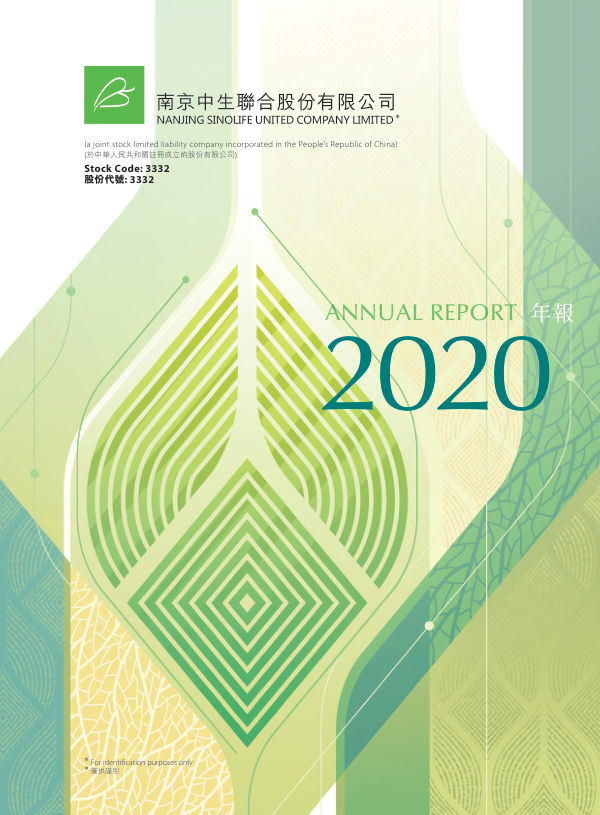 南京中生聯合股份有限公司
NANJING SINOLIFE UNITED COMPANY LIMITED*
(a joint stock limited liability company incorporated in the People's Republic of China)
(於中華人民共和國註冊成立的股份有限公司)
Stock Code: 3332
股份代號: 3332
ANNUAL REPORT 年報
2020
* For identification purposes only
* 僅供識別